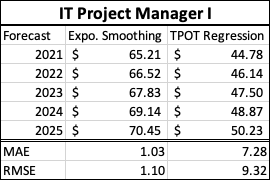 IT Project Manager I
Forecast Expo. Smoothing TPOT Regression
2021 $ 65.21 $ 44.78
2022 $ 66.52 $ 46.14
2023 $ 67.83 $ 47.50
2024 $ 69.14 $ 48.87
2025 $ 70.45 $ 50.23
MAE 1.03 7.28
RMSE 1.10 9.32